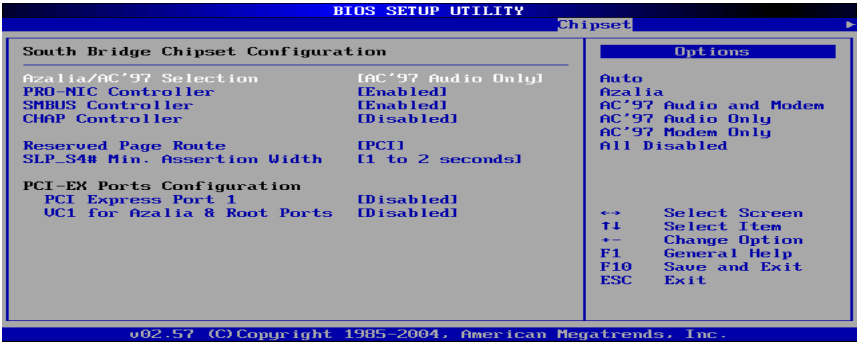 BIOS SETUP UTILITY
Chipset
South Bridge Chipset Configuration
Azalia/AC'97 Selection [AC'97 Audio Only]
PRO-NIC Controller [Enabled]
SMBUS Controller [Enabled]
CHAP Controller [Disabled]
Reserved Page Route [PCI]
SLP_S4# Min. Assertion Width [1 to 2 seconds]
PCI-EX Ports Configuration
PCI Express Port 1 [Disabled]
VC1 for Azalia & Root Ports [Disabled]
Options
Auto
Azalia
AC'97 Audio and Modem
AC'97 Audio Only
AC'97 Modem Only
All Disabled
↔ Select Screen
↑↓ Select Item
+- Change Option
F1 General Help
F10 Save and Exit
ESC Exit
v02.57 (C)Copyright 1985-2004, American Megatrends, Inc.